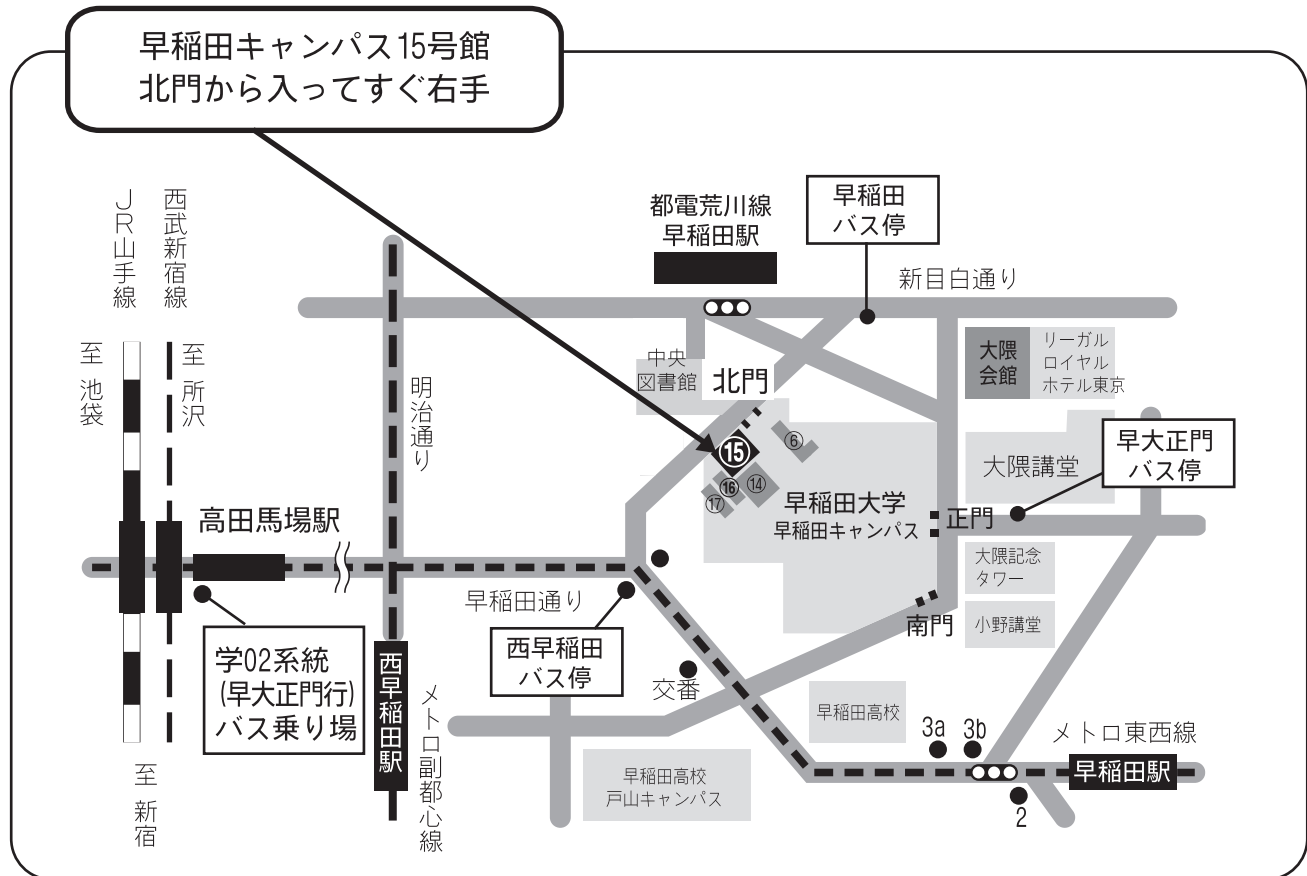 早稲田キャンパス15号館
北門から入ってすぐ右手
JR山手線
西武新宿線
至 池袋
至 所沢
明治通り
都電荒川線
早稲田駅
早稲田
バス停
新目白通り
中央
図書館
北門
大隈
会館
リーガル
ロイヤル
ホテル東京
15
⑥
⑯
⑭
⑰
早稲田大学
早稲田キャンパス
大隈講堂
早大正門
バス停
正門
高田馬場駅
大隈記念
タワー
早稲田通り
南門
小野講堂
学02系統
(早大正門行)
バス乗り場
西早稲田
バス停
西早稲田駅
メトロ副都心線
交番
早稲田高校
3a
3b
メトロ東西線
早稲田駅
早稲田高校
戸山キャンパス
2
至 新宿